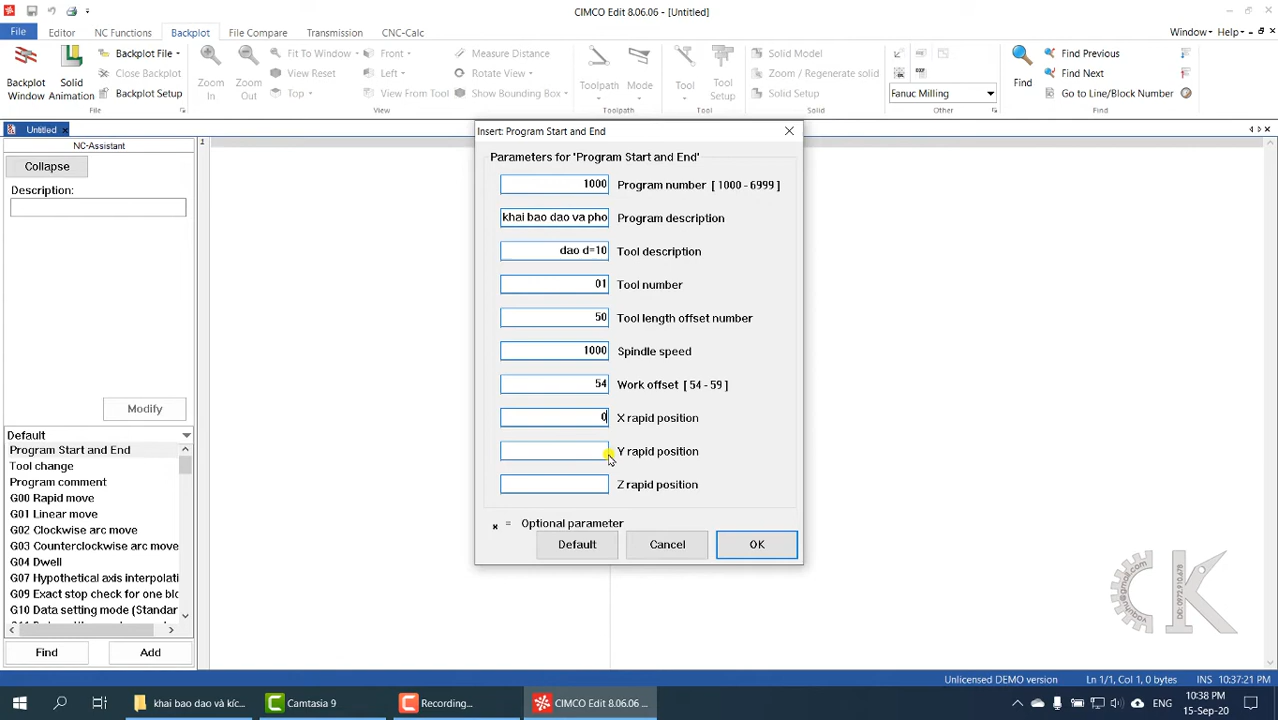 CIMCO Edit 8.06.06 - [Untitled]
File Editor NC Functions Backplot File Compare Transmission NC-Calc Window Help
Backplot Window
Solid Animation
Backplot File
Close Backplot
Backplot Setup
File
Zoom In
Zoom Out
Fit To Window
View Reset
Top
Front
Left
View From Tool
Measure Distance
Rotate View
Show Bounding Box
View
Toolpath
Mode
Toolpath
Tool
Tool Setup
Tool
Solid Model
Zoom / Regenerate solid
Solid Setup
Solid
Fanuc Milling
Other
Find
Find Previous
Find Next
Go to Line/Block Number
Find
Untitled
NC-Assistant
Collapse
Description:
Modify
Default
Program Start and End
Tool change
Program comment
G00 Rapid move
G01 Linear move
G02 Clockwise arc move
G03 Counterclockwise arc move
G04 Dwell
G07 Hypothetical axis interpolati
G09 Exact stop check for one blo
G10 Data setting mode (Standar
Find Add
1
Insert: Program Start and End
Parameters for 'Program Start and End'
1000 Program number [ 1000 - 6999 ]
khai bao dao va pho Program description
dao d=10 Tool description
01 Tool number
50 Tool length offset number
1000 Spindle speed
54 Work offset [ 54 - 59 ]
0 X rapid position
Y rapid position
Z rapid position
* = Optional parameter
Default Cancel OK
Unlicensed DEMO version Ln 1/1, Col 1, 0 bytes INS 10:37:21 PM
khai bao dao và kíc...
Camtasia 9
Recording...
CIMCO Edit 8.06.06 ...
ENG
10:38 PM
15-Sep-20